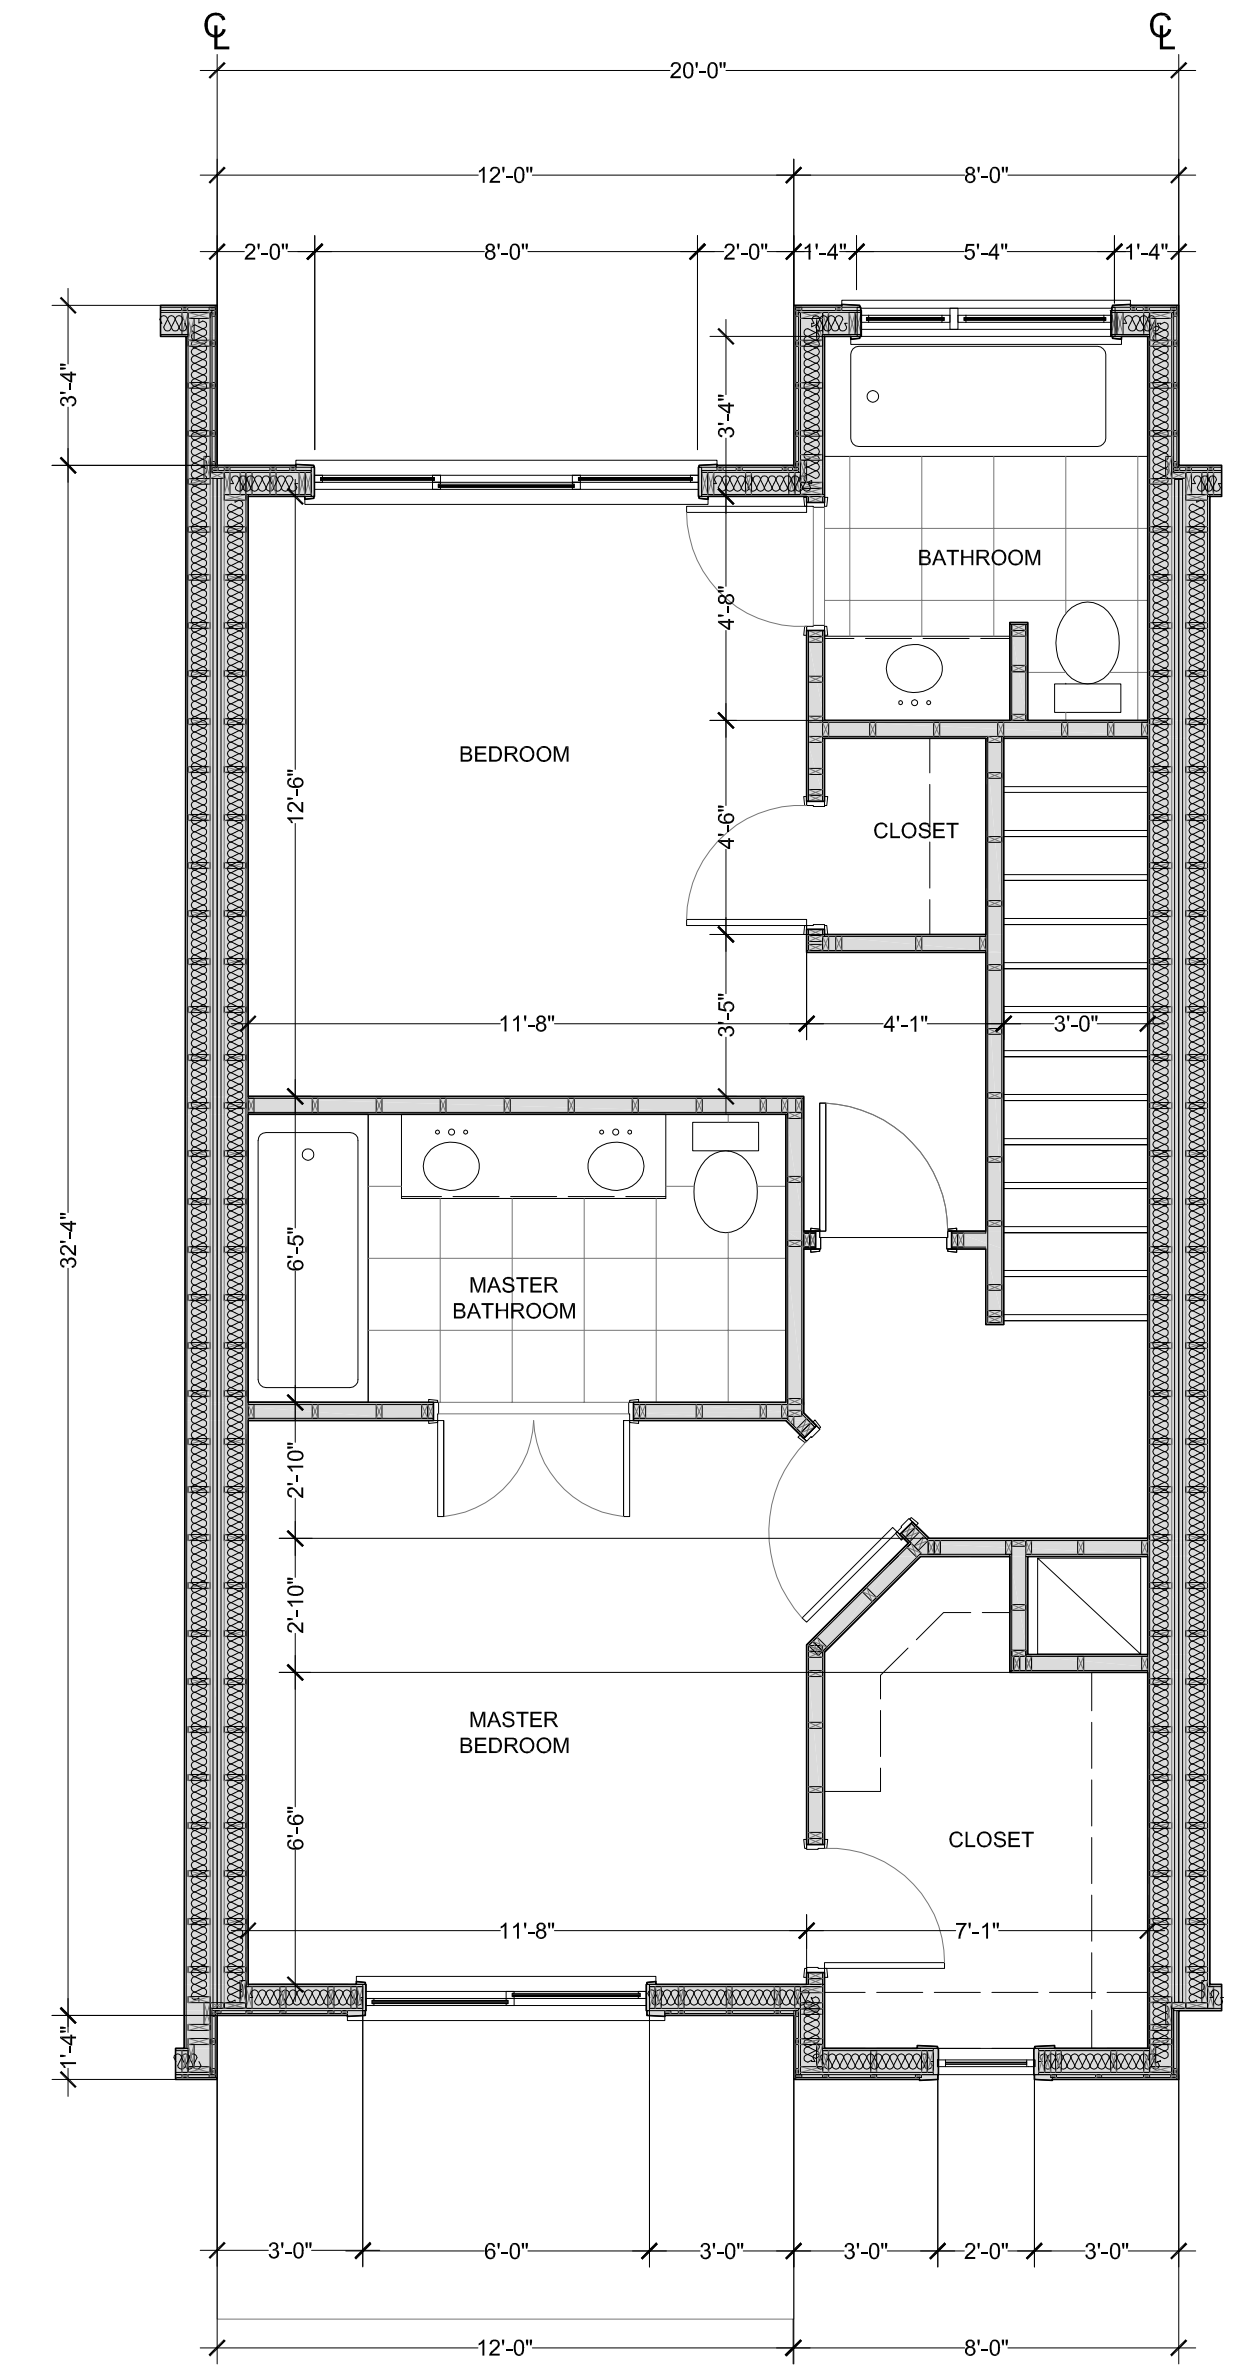 ℄ ℄
20'-0"
12'-0" 8'-0"
2'-0" 8'-0" 2'-0" 1'-4" 5'-4" 1'-4"
3'-4"
3'-4"
BATHROOM
4'-8"
BEDROOM
12'-6"
4'-6"
CLOSET
3'-5"
11'-8" 4'-1" 3'-0"
32'-4"
6'-5"
MASTER
BATHROOM
2'-10"
2'-10"
MASTER
BEDROOM
6'-6"
CLOSET
11'-8" 7'-1"
1'-4"
3'-0" 6'-0" 3'-0" 3'-0" 2'-0" 3'-0"
12'-0" 8'-0"